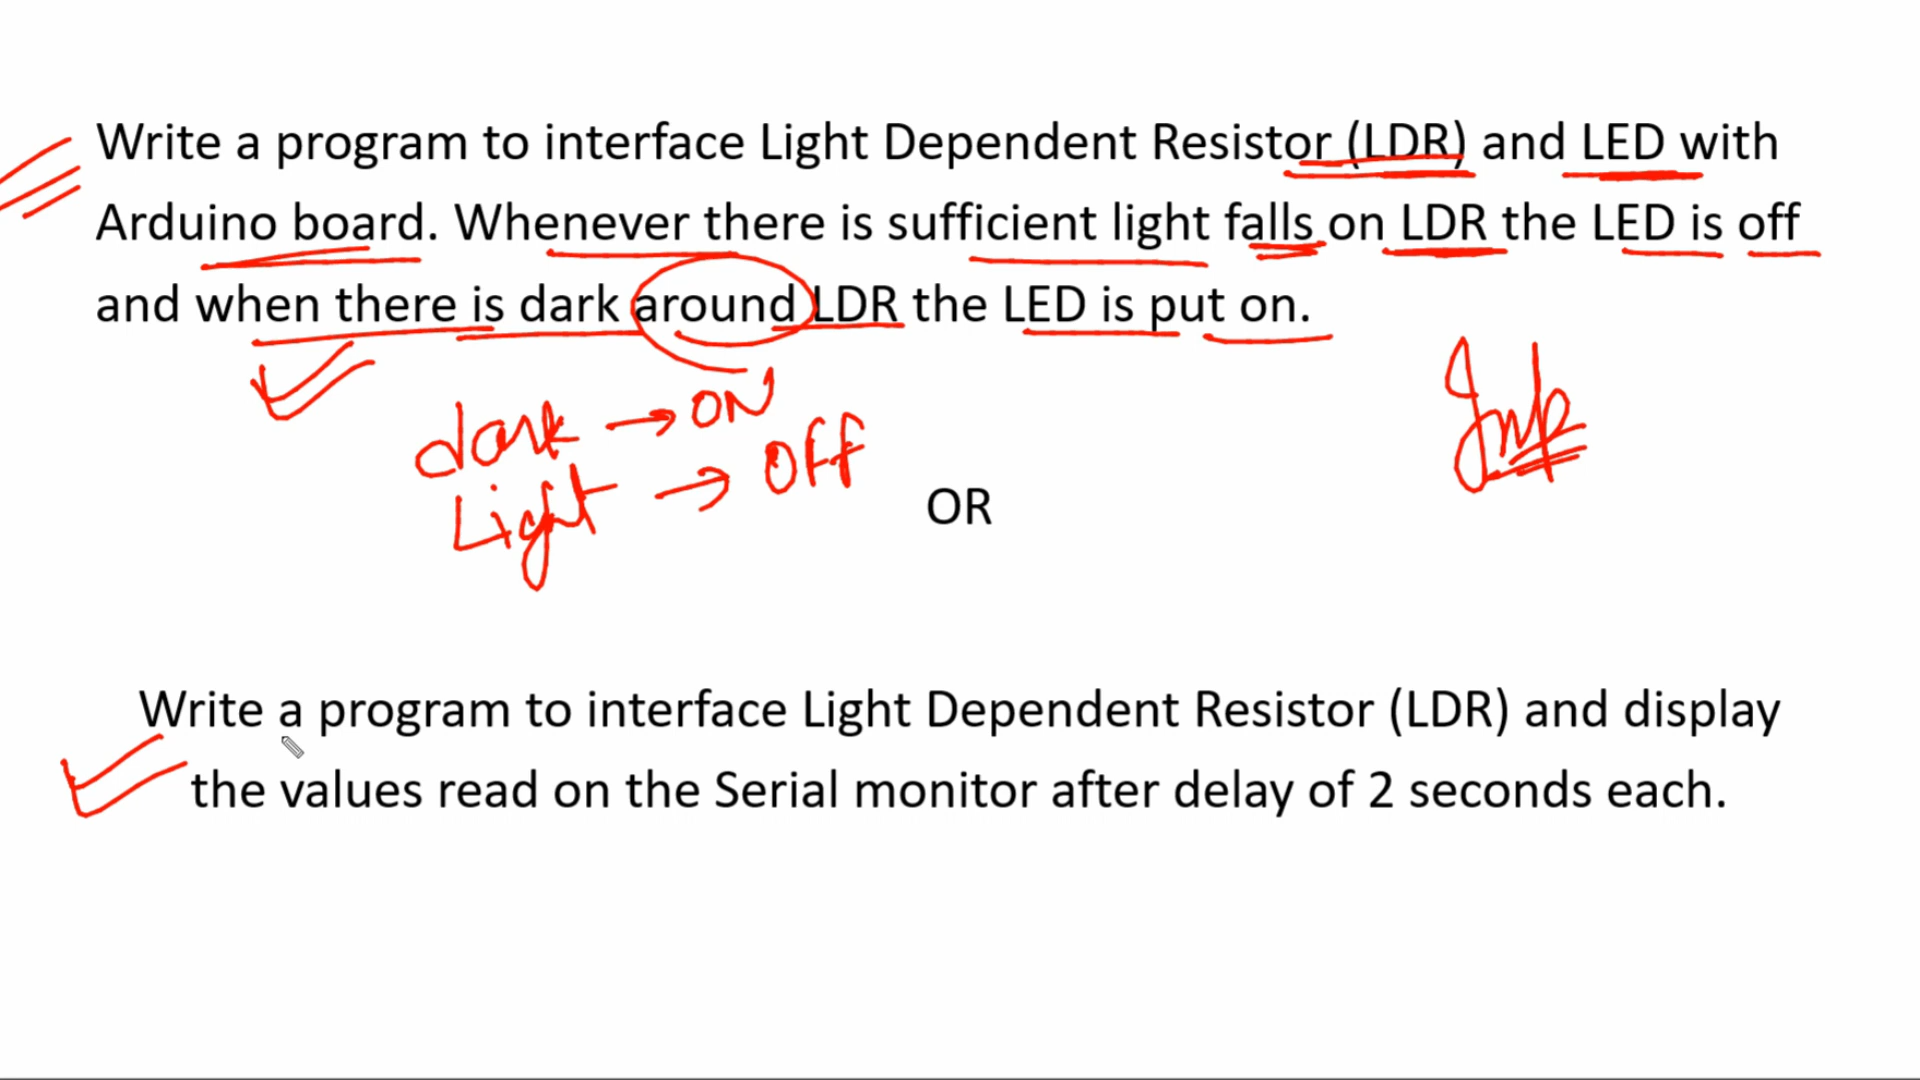 Write a program to interface Light Dependent Resistor (LDR) and LED with
Arduino board. Whenever there is sufficient light falls on LDR the LED is off
and when there is dark around LDR the LED is put on.
dark → ON
Light → Off
Imp
OR
Write a program to interface Light Dependent Resistor (LDR) and display
the values read on the Serial monitor after delay of 2 seconds each.